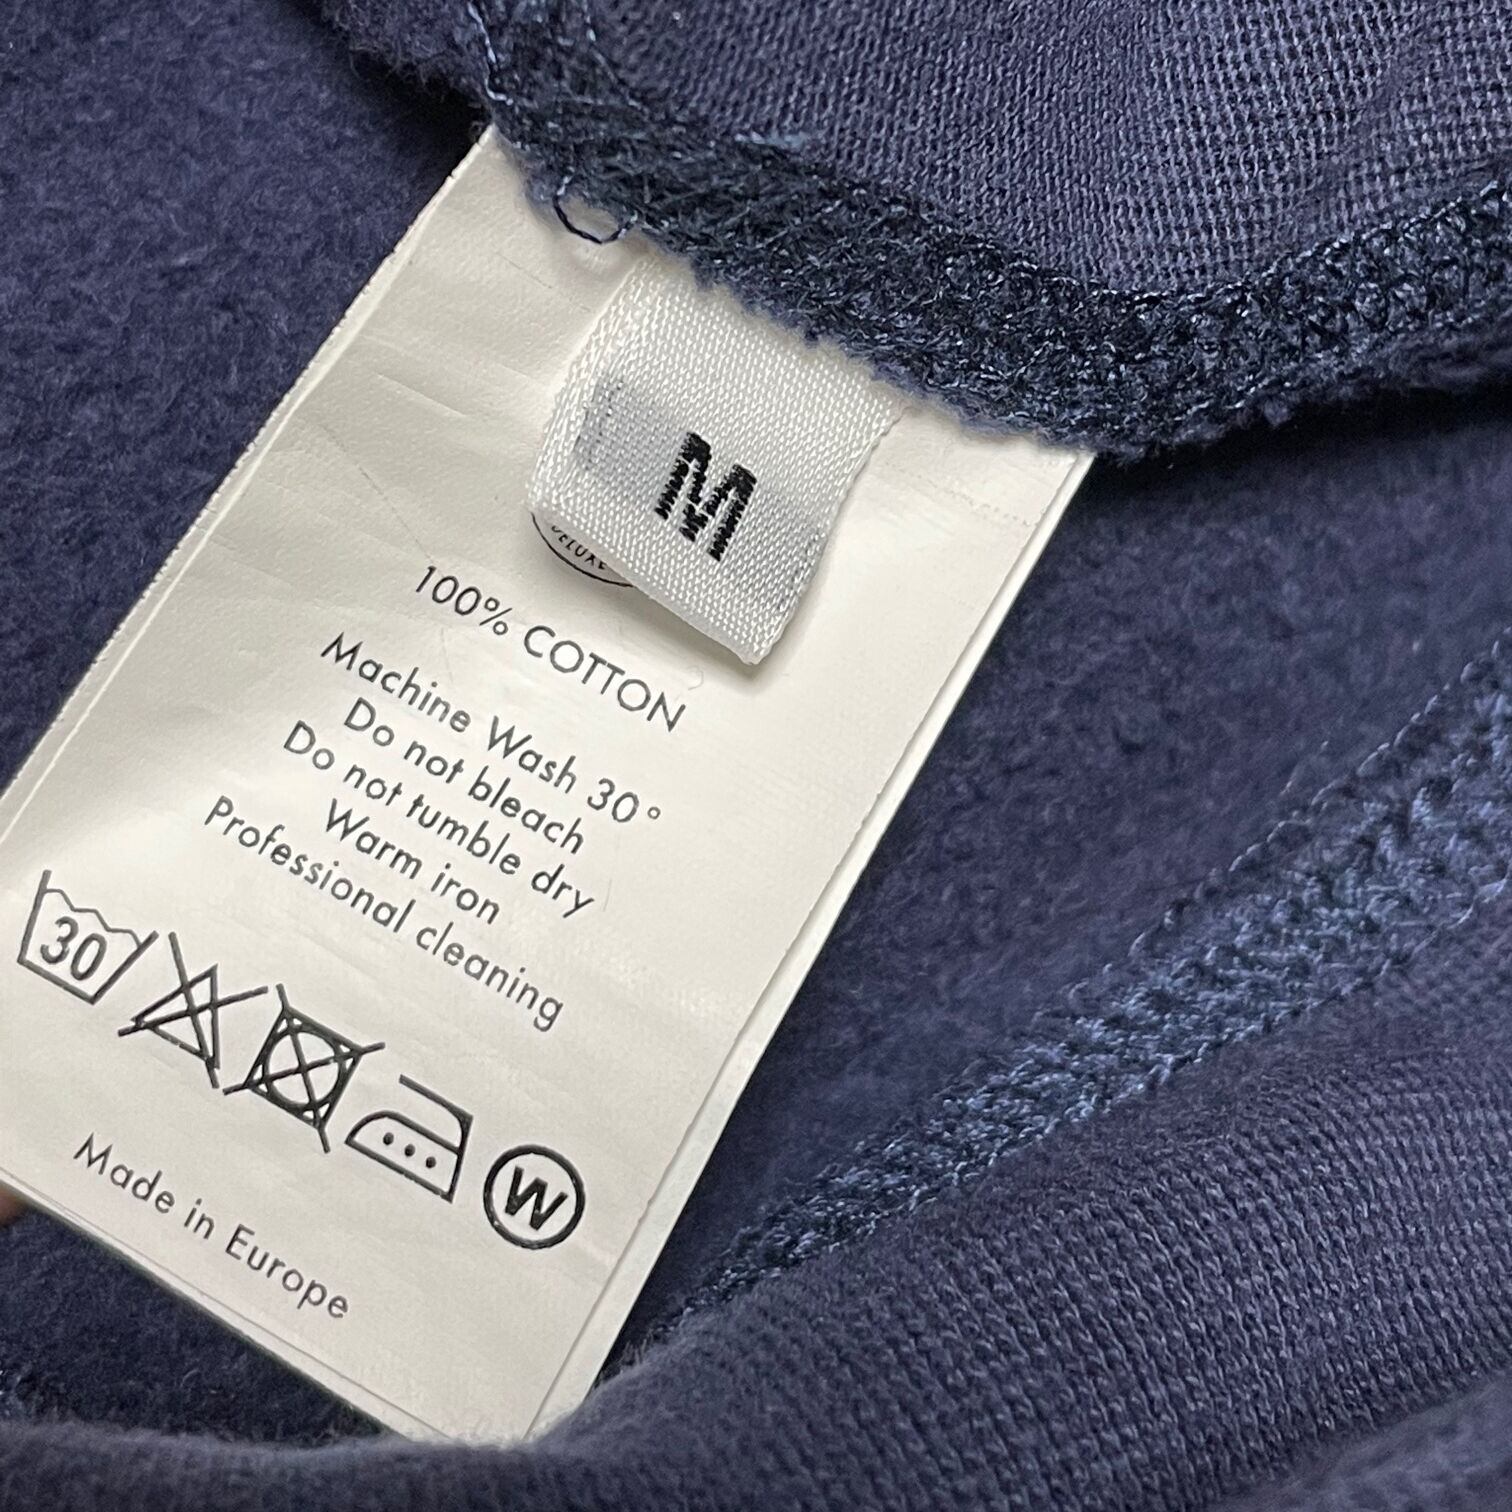 M
DELUXE
100% COTTON
Machine Wash 30°
Do not bleach
Do not tumble dry
Warm iron
Professional cleaning
30
W
Made in Europe